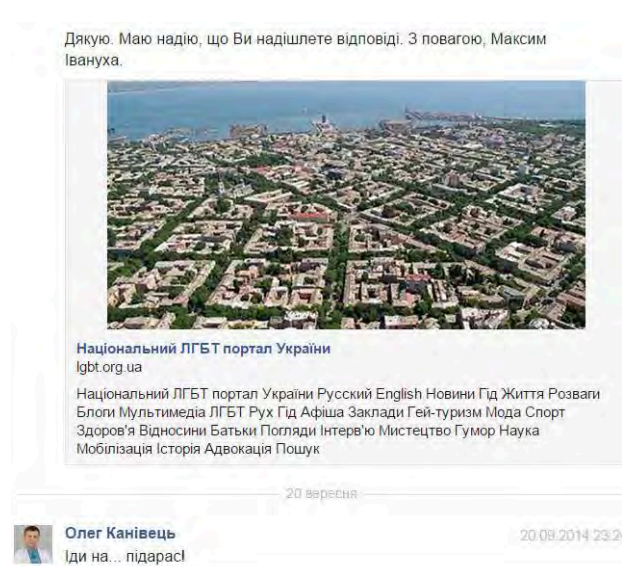 Дякую. Маю надію, що Ви надішлете відповіді. З повагою, Максим
Івануха.
Національний ЛГБТ портал України
lgbt.org.ua
Національний ЛГБТ портал України Русский English Новини Гід Життя Розваги
Блоги Мультимедіа ЛГБТ Рух Гід Афіша Заклади Гей-туризм Мода Спорт
Здоров'я Відносини Батьки Погляди Інтерв'ю Мистецтво Гумор Наука
Мобілізація Історія Адвокація Пошук
20 вересня
Олег Канівець
20.09.2014 23:2
Іди на... підарас!